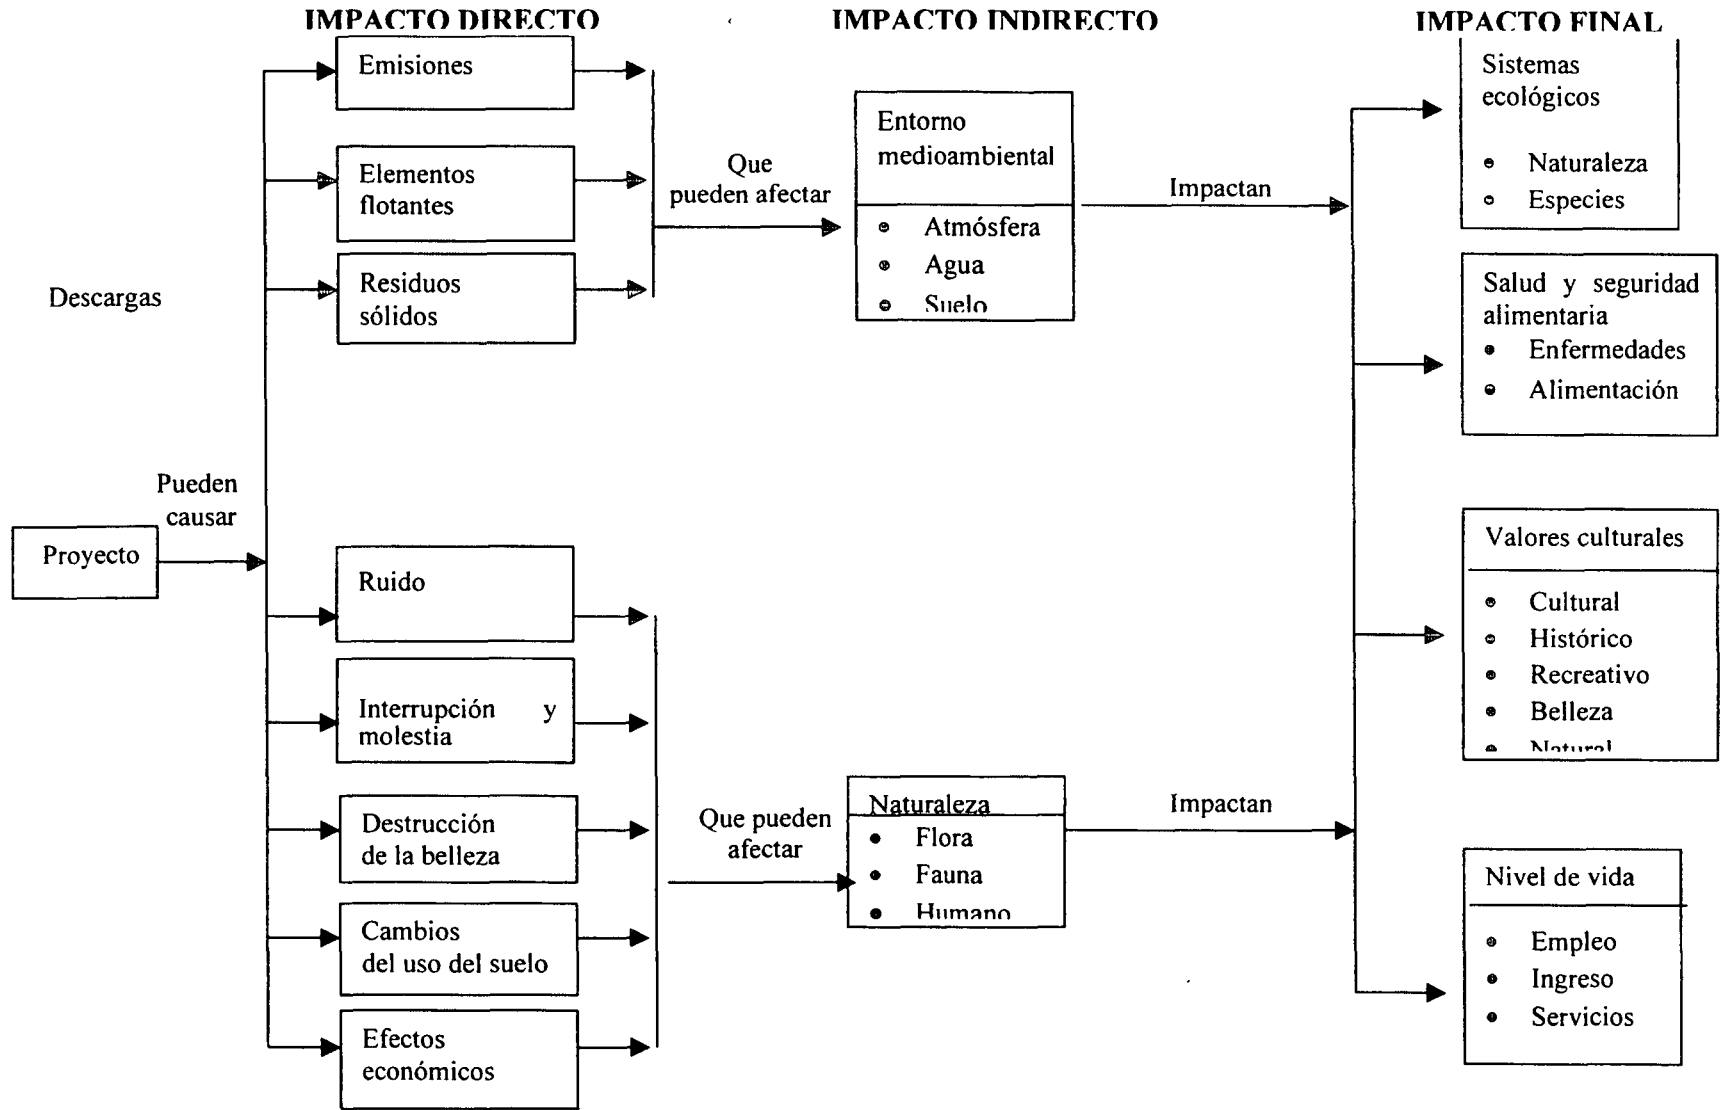 IMPACTO DIRECTO
IMPACTO INDIRECTO
IMPACTO FINAL
Descargas
Proyecto
Pueden
causar
Emisiones
Elementos
flotantes
Residuos
sólidos
Ruido
Interrupción y
molestia
Destrucción
de la belleza
Cambios
del uso del suelo
Efectos
económicos
Que
pueden afectar
Que pueden
afectar
Entorno
medioambiental
Atmósfera
Agua
Suelo
Naturaleza
Flora
Fauna
Humano
Impactan
Impactan
Sistemas
ecológicos
Naturaleza
Especies
Salud y seguridad
alimentaria
Enfermedades
Alimentación
Valores culturales
Cultural
Histórico
Recreativo
Belleza
Natural
Nivel de vida
Empleo
Ingreso
Servicios